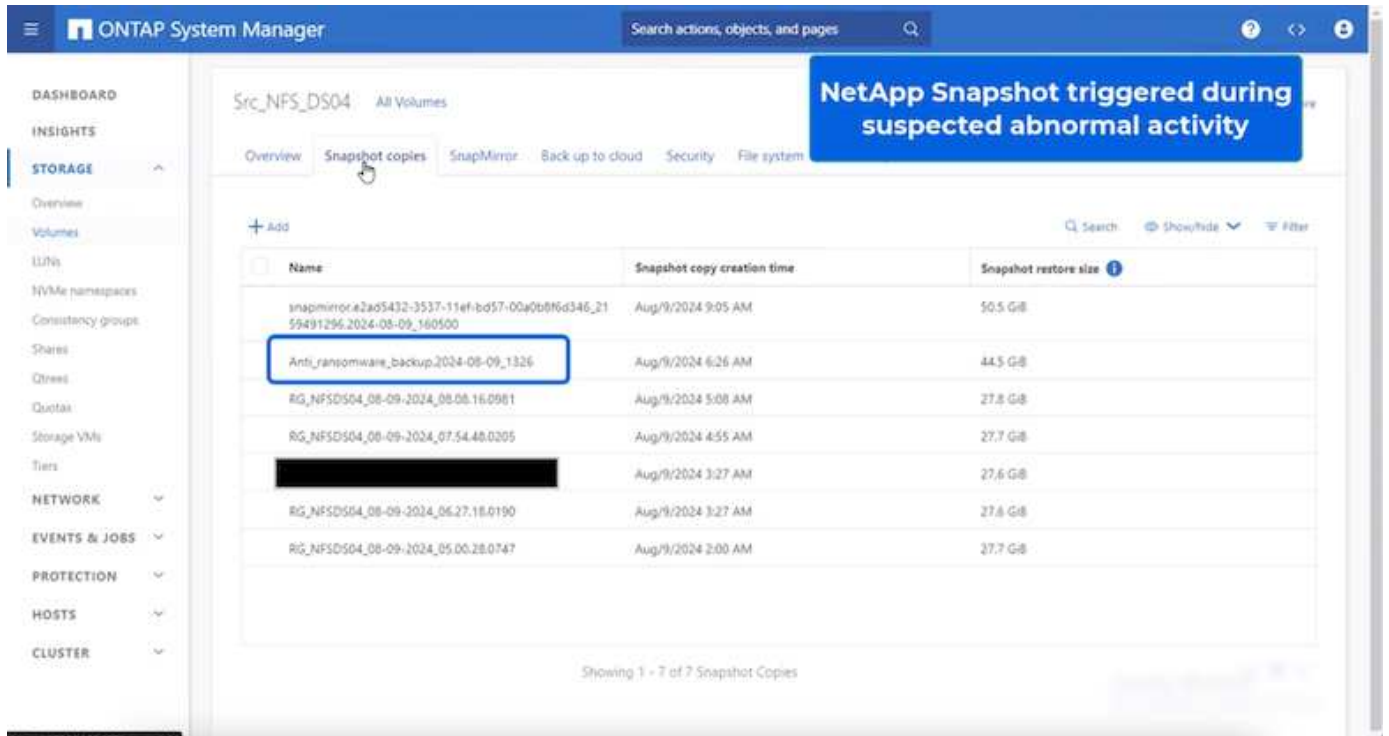 ONTAP System Manager
Search actions, objects, and pages
NetApp Snapshot triggered during
suspected abnormal activity
DASHBOARD
INSIGHTS
STORAGE
Overview
Volumes
LUNs
NVMe namespaces
Consistency groups
Shares
Qtrees
Quotas
Storage VMs
Tiers
NETWORK
EVENTS & JOBS
PROTECTION
HOSTS
CLUSTER
Src_NFS_DS04 All Volumes
Overview Snapshot copies SnapMirror Back up to cloud Security File system
Add
Search Show/hide Filter
Name Snapshot copy creation time Snapshot restore size
snapmirror.e2ad5432-3537-11ef-bd57-00a0b8f6d346_21
59491296.2024-08-09_160500 Aug/9/2024 9:05 AM 50.5 GiB
Anti_ransomware_backup.2024-08-09_1326 Aug/9/2024 6:26 AM 44.5 GiB
RG_NFSDS04_08-09-2024_08.08.16.0981 Aug/9/2024 5:08 AM 27.8 GiB
RG_NFSDS04_08-09-2024_07.54.48.0205 Aug/9/2024 4:55 AM 27.7 GiB
Aug/9/2024 3:27 AM 27.6 GiB
RG_NFSDS04_08-09-2024_06.27.18.0190 Aug/9/2024 3:27 AM 27.6 GiB
RG_NFSDS04_08-09-2024_05.00.28.0747 Aug/9/2024 2:00 AM 27.7 GiB
Showing 1 - 7 of 7 Snapshot Copies